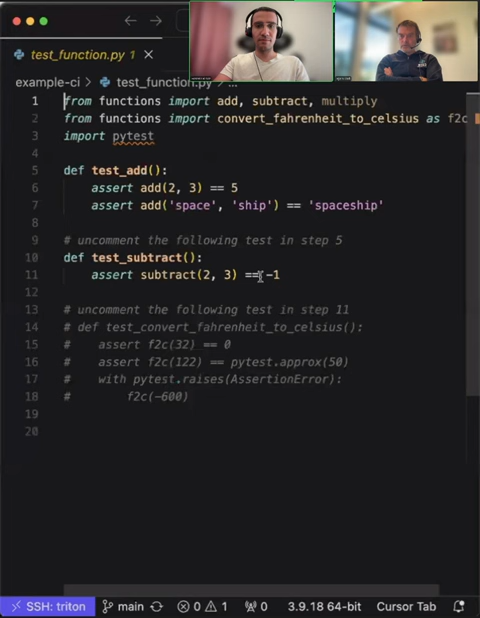 test_function.py 1
example-ci > test_function.py > ...
1 from functions import add, subtract, multiply
2 from functions import convert_fahrenheit_to_celsius as f2c
3 import pytest
4
5 def test_add():
6 assert add(2, 3) == 5
7 assert add('space', 'ship') == 'spaceship'
8
9 # uncomment the following test in step 5
10 def test_subtract():
11 assert subtract(2, 3) == -1
12
13 # uncomment the following test in step 11
14 # def test_convert_fahrenheit_to_celsius():
15 # assert f2c(32) == 0
16 # assert f2c(122) == pytest.approx(50)
17 # with pytest.raises(AssertionError):
18 # f2c(-600)
19
20
SSH: triton main 0 1 0 3.9.18 64-bit Cursor Tab